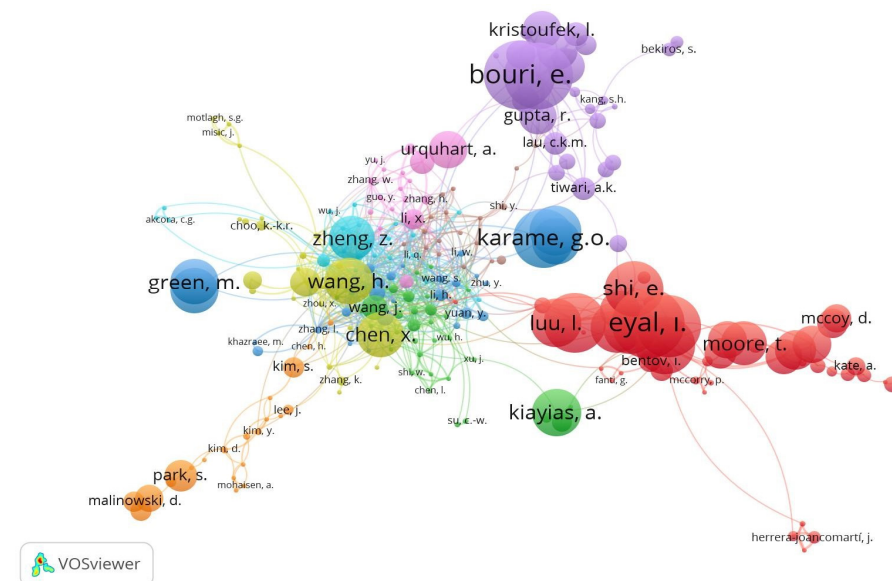 kristoufek, l.
bekiros, s.
bouri, e.
kang, s.h.
gupta, r.
motlagh, s.g.
misic, j.
lau, c.k.m.
urquhart, a.
yu, j.
zhang, w.
tiwari, a.k.
guo, y.
zhang, h.
wu, j.
shi, y.
akcora, c.g.
choo, k.-k.r.
li, x.
zheng, z.
karame, g.o.
li, q.
li, w.
green, m.
wang, h.
wang, s.
zhu, y.
shi, e.
li, h.
zhou, x.
wang, j.
yuan, y.
luu, l.
eyal, i.
mccoy, d.
zhang, l.
chen, x.
wu, h.
khazraee, m.
chen, h.
moore, t.
xu, j.
bentov, i.
kate, a.
kim, s.
shi, w.
zhang, k.
fanti, g.
mccorry, p.
chen, l.
lee, j.
kiayias, a.
su, c.-w.
kim, y.
kim, d.
park, s.
mohaisen, a.
malinowski, d.
herrera-joancomartí, j.
VOSviewer